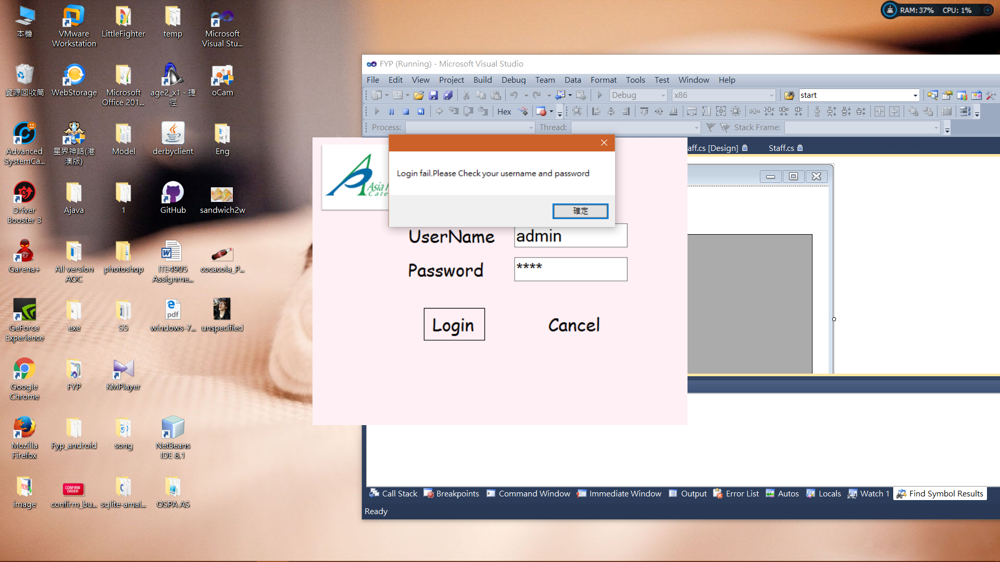 本機
VMware
Workstation
LittleFighter
temp
Microsoft
Visual Stu...
資源回收筒
WebStorage
Microsoft
Office 201...
age2_x1 - 捷
徑
oCam
Advanced
SystemCa...
星界神話(港
澳版)
Model
derbyclient
Eng
Driver
Booster 3
Ajava
1
GitHub
sandwich2w
Garena+
All version
AOC
photoshop
ITE4905
Assignme...
cocacola_P...
GeForce
Experience
exe
S5
pdf
windows-7...
unspecified
Google
Chrome
FYP
KMPlayer
Mozilla
Firefox
Fyp_android
song
NetBeans
IDE 8.1
image
CONFIRM
ORDER
confirm_bu...
sqlite-amal...
OSPA AS
RAM: 37% CPU: 1%
FYP (Running) - Microsoft Visual Studio
File Edit View Project Build Debug Team Data Format Tools Test Window Help
Debug x86 start
Hex
Process: Thread: Stack Frame:
aff.cs [Design] Staff.cs
Asia
Cate
Login fail.Please Check your username and password
確定
UserName admin
Password ****
Login Cancel
Call Stack Breakpoints Command Window Immediate Window Output Error List Autos Locals Watch 1 Find Symbol Results
Ready